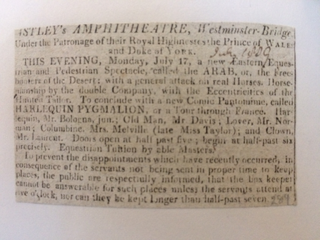 ASTLEY's AMPHITHEATRE, Westminster-Bridge
Under the Patronage of their Royal Highnesses the Prince of WALES
and Duke of YORK.
THIS EVENING, Monday, July 17, a new Eastern Eques-
trian and Pedestrian Spectacle, called the ARAB, or, the Free-
booters of the Desert; with a general attack on real Horses. Horse-
manship by the double Company, with the Eccentricities of the
Mounted Tailor. To conclude with a new Comic Pantomime, called
HARLEQUIN PYGMALION, or a Tour through Frames. Har-
lequin, Mr. Bologna, jun.; Old Man, Mr. Davis; Lover, Mr. Nor-
man; Columbine, Mrs. Melville (late Miss Taylor); and Clown,
Mr. Laurent. Doors open at half past five; begin at half-past six
precisely. Equestrian Tuition by able Masters.
To prevent the disappointments which have recently occurred, in
consequence of the servants not being sent in proper time to keep
places, the public are respectfully informed, that the box keeper
cannot be answerable for such places unless the servants attend at
o'clock, nor can they be kept longer than half-past seven.